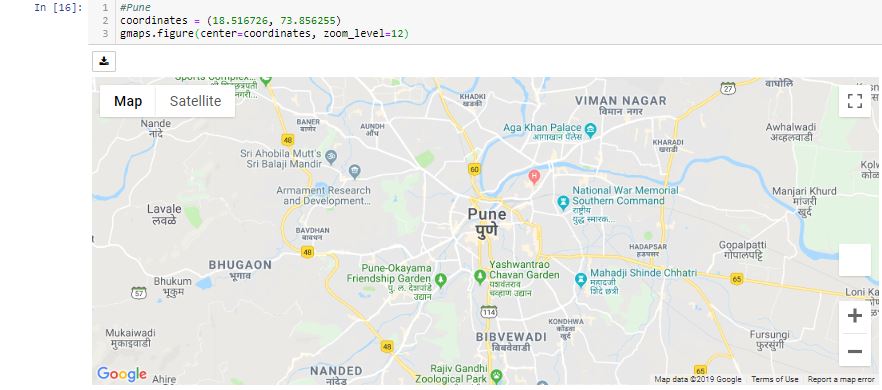 In [16]:
1 #Pune
2 coordinates = (18.516726, 73.856255)
3 gmaps.figure(center=coordinates, zoom_level=12)
Map
Satellite
Sports Complex...
27
वाघोली
KHADKI
खडकी
VIMAN NAGAR
विमान नगर
Nande
नांदे
BANER
बाणेर
AUNDH
औंध
Aga Khan Palace
आगाखान पॅलेस
Awhalwadi
अव्हलवाडी
48
KHARADI
खराडी
Sri Ahobila Mutt's
Sri Balaji Mandir
60
H
Armament Research
and Development...
National War Memorial
Southern Command
राष्ट्रीय
युद्ध स्मारक...
Manjari Khurd
मांजरी
खुर्द
Lavale
लवळे
Pune
पुणे
BAVDHAN
बावधन
48
HADAPSAR
हडपसर
Gopalpatti
गोपालपट्टि
BHUGAON
भूगाव
Pune-Okayama
Friendship Garden
पु. ल. देशपांडे
उद्यान
Yashwantrao
Chavan Garden
यशवंतराव
चव्हाण उद्यान
Mahadji Shinde Chhatri
महादजी
शिंदे छत्री
65
Bhukum
भूकुम
57
Loni Ka
114
KONDHWA
कोंढवा
खुर्द
Mukaiwadi
मुकाइवाडी
BIBVEWADI
बिबवेवाडी
Fursungi
फुरसुंगी
48
NANDED
नांदेड
Rajiv Gandhi
Zoological Park
65
Ahire
Google
Map data ©2019 Google
Terms of Use
Report a map error